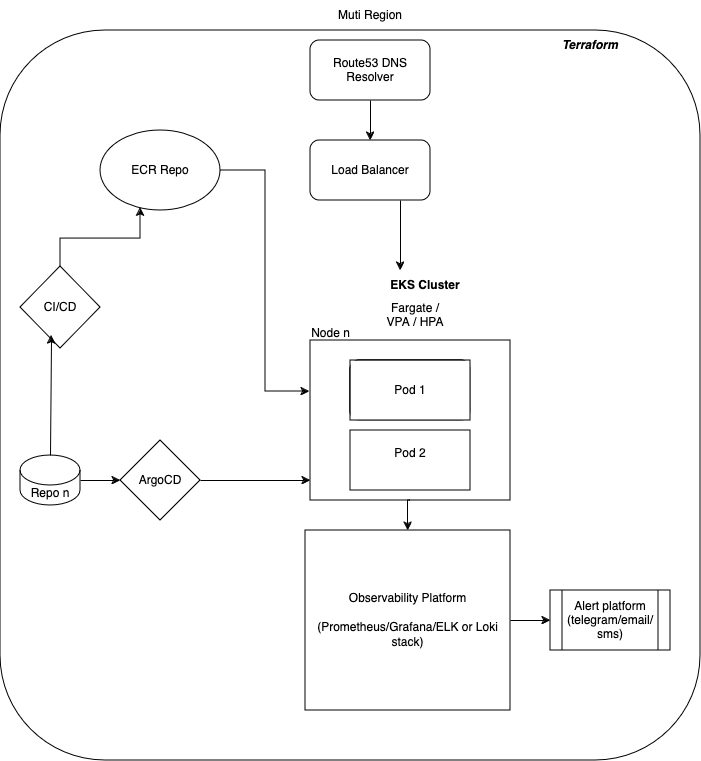 Muti Region
Terraform
Route53 DNS
Resolver
ECR Repo
Load Balancer
EKS Cluster
CI/CD
Fargate /
VPA / HPA
Node n
Pod 1
Pod 2
ArgoCD
Repo n
Observability Platform
(Prometheus/Grafana/ELK or Loki
stack)
Alert platform
(telegram/email/
sms)